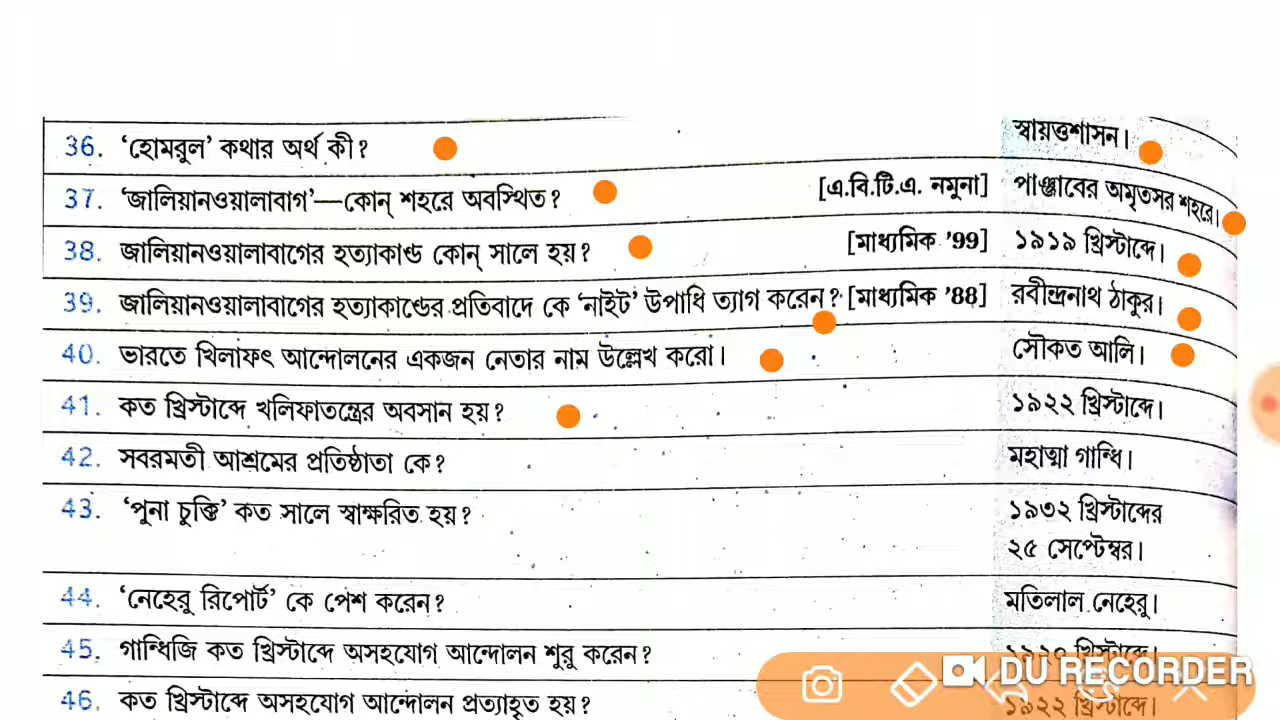 36. ‘হোমরুল’ কথার অর্থ কী? স্বায়ত্তশাসন।
37. ‘জালিয়ানওয়ালাবাগ’—কোন্ শহরে অবস্থিত? [এ.বি.টি.এ. নমুনা] পাঞ্জাবের অমৃতসর শহরে।
38. জালিয়ানওয়ালাবাগের হত্যাকাণ্ড কোন্ সালে হয়? [মাধ্যমিক ’99] ১৯১৯ খ্রিস্টাব্দে।
39. জালিয়ানওয়ালাবাগের হত্যাকাণ্ডের প্রতিবাদে কে ‘নাইট’ উপাধি ত্যাগ করেন? [মাধ্যমিক ’88] রবীন্দ্রনাথ ঠাকুর।
40. ভারতে খিলাফৎ আন্দোলনের একজন নেতার নাম উল্লেখ করো। সৌকত আলি।
41. কত খ্রিস্টাব্দে খলিফাতন্ত্রের অবসান হয়? ১৯২২ খ্রিস্টাব্দে।
42. সবরমতী আশ্রমের প্রতিষ্ঠাতা কে? মহাত্মা গান্ধি।
43. ‘পুনা চুক্তি’ কত সালে স্বাক্ষরিত হয়? ১৯৩২ খ্রিস্টাব্দের
২৫ সেপ্টেম্বর।
44. ‘নেহেরু রিপোর্ট’ কে পেশ করেন? মতিলাল নেহেরু।
45. গান্ধিজি কত খ্রিস্টাব্দে অসহযোগ আন্দোলন শুরু করেন? ১৯২০ খ্রিস্টাব্দে।
DU RECORDER
46. কত খ্রিস্টাব্দে অসহযোগ আন্দোলন প্রত্যাহৃত হয়? ১৯২২ খ্রিস্টাব্দে।